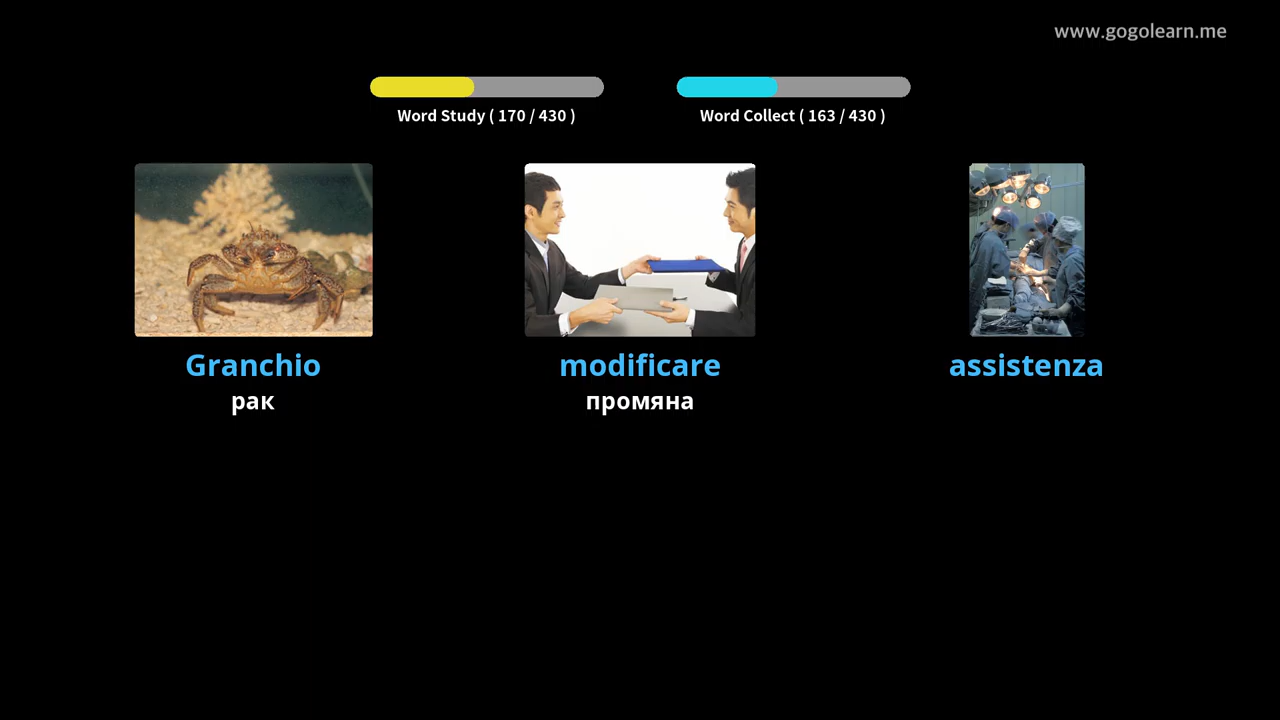 www.gogolearn.me
Word Study ( 170 / 430 )
Word Collect ( 163 / 430 )
Granchio
modificare
assistenza
рак
промяна